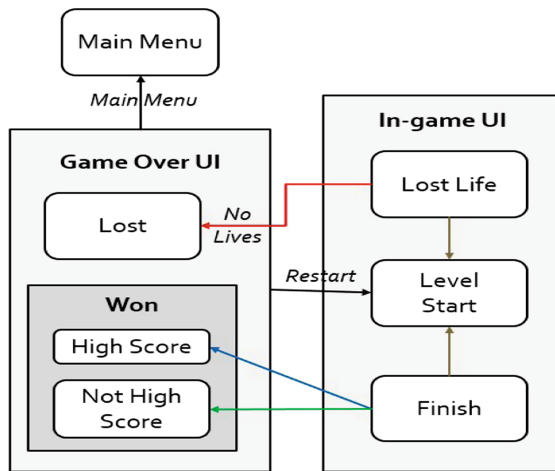 Main Menu
Main Menu
Game Over UI
Lost
Won
High Score
Not High
Score
No
Lives
Restart
In-game UI
Lost Life
Level
Start
Finish